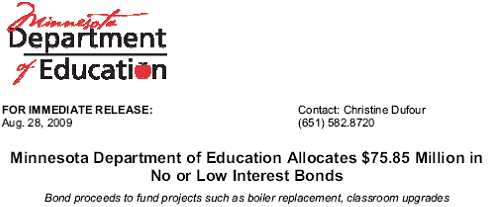 Minnesota
Department
of Education
FOR IMMEDIATE RELEASE:
Aug. 28, 2009
Contact: Christine Dufour
(651) 582.8720
Minnesota Department of Education Allocates $75.85 Million in
No or Low Interest Bonds
Bond proceeds to fund projects such as boiler replacement, classroom upgrades